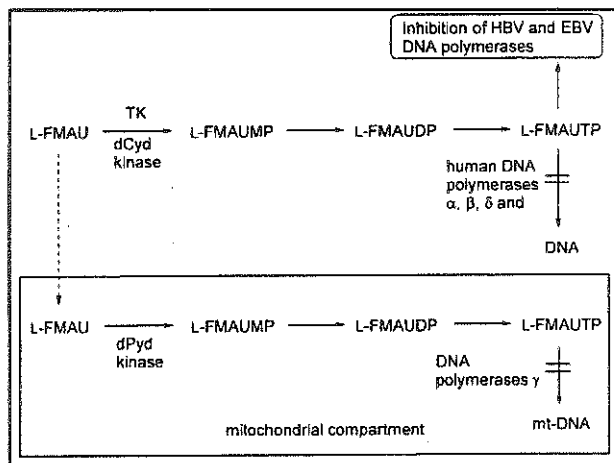 Inhibition of HBV and EBV
DNA polymerases
TK
L-FMAU L-FMAUMP L-FMAUDP L-FMAUTP
dCyd
kinase
human DNA
polymerases
α, β, δ and
DNA
L-FMAU L-FMAUMP L-FMAUDP L-FMAUTP
dPyd
kinase
DNA
polymerases γ
mt-DNA
mitochondrial compartment